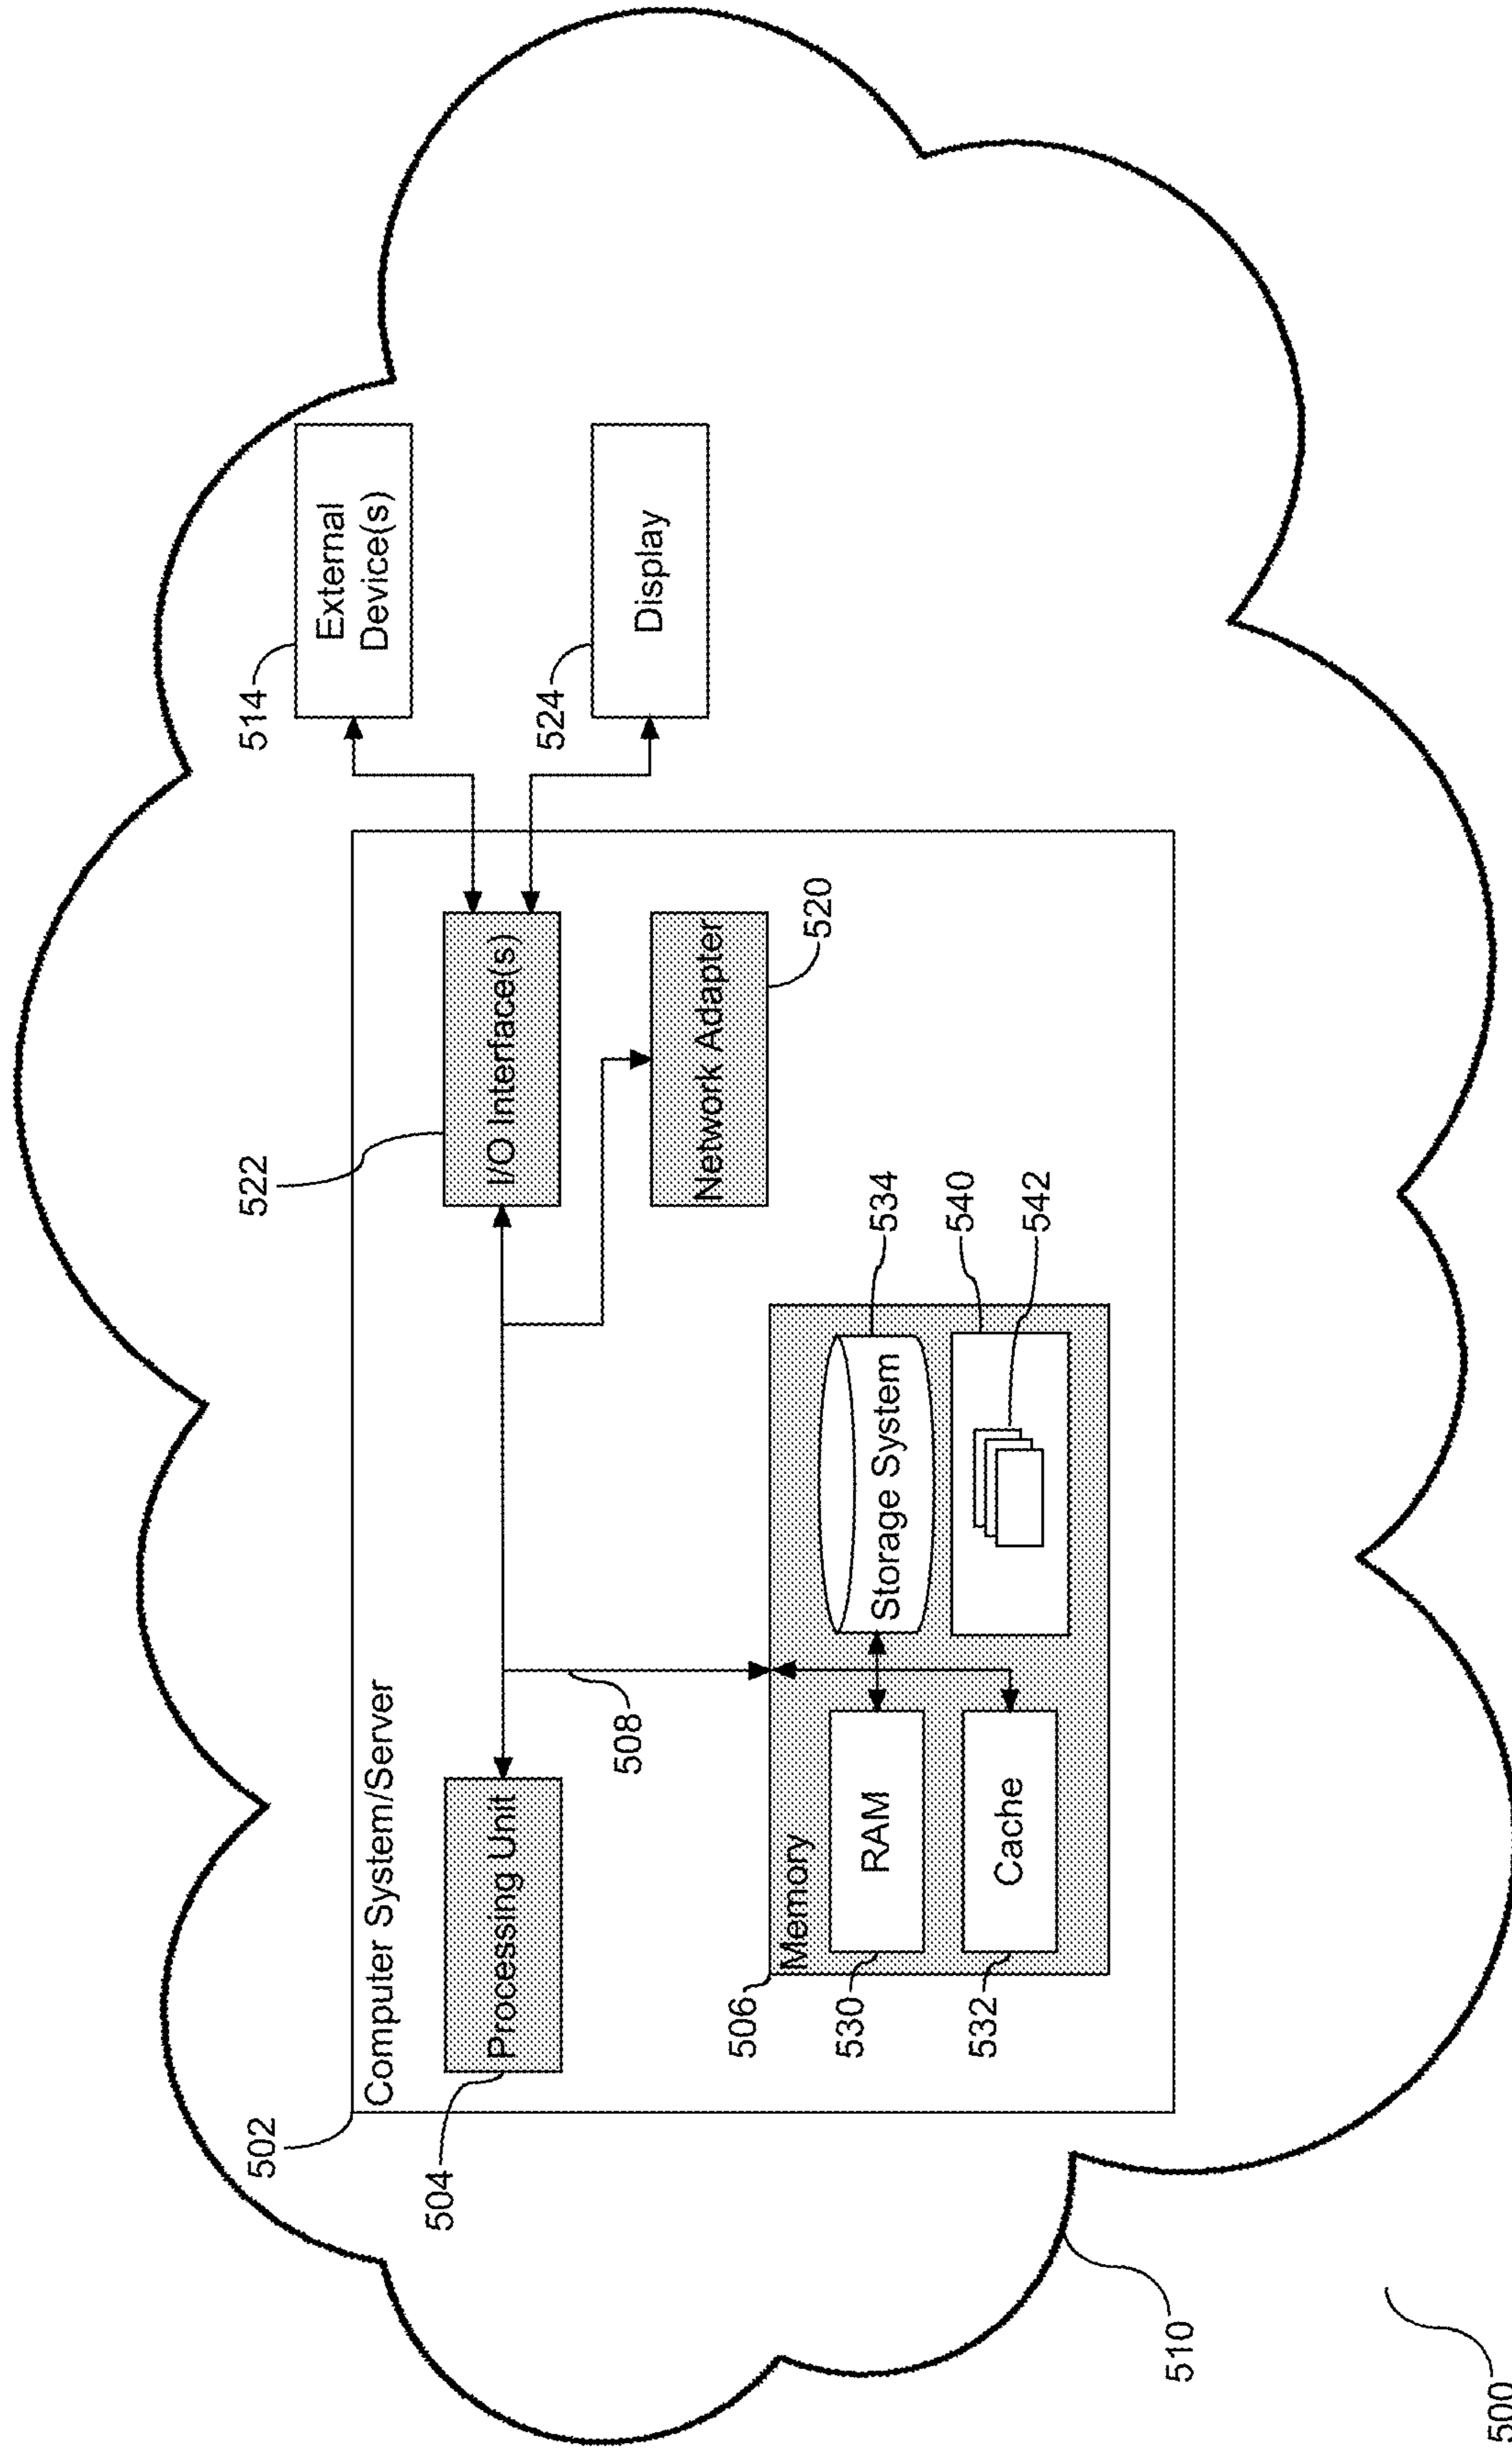 502
Computer System/Server
504
Processing Unit
522
I/O Interface(s)
514
External
Device(s)
524
Display
508
Network Adapter
520
506
Memory
530
RAM
Storage System
534
532
Cache
540
542
510
500